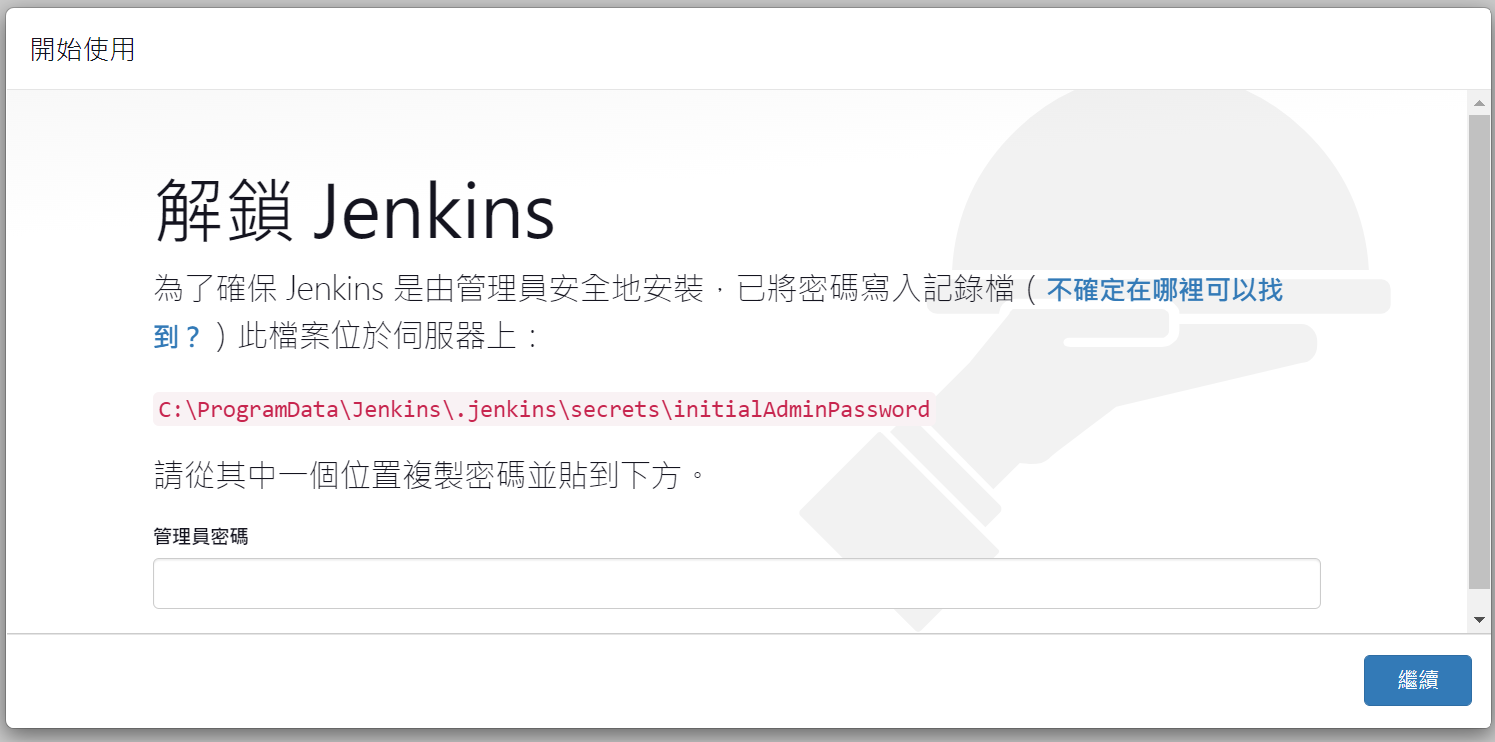 開始使用
解鎖 Jenkins
為了確保 Jenkins 是由管理員安全地安裝，已將密碼寫入記錄檔（不確定在哪裡可以找
到？）此檔案位於伺服器上：
C:\ProgramData\Jenkins\.jenkins\secrets\initialAdminPassword
請從其中一個位置複製密碼並貼到下方。
管理員密碼
繼續